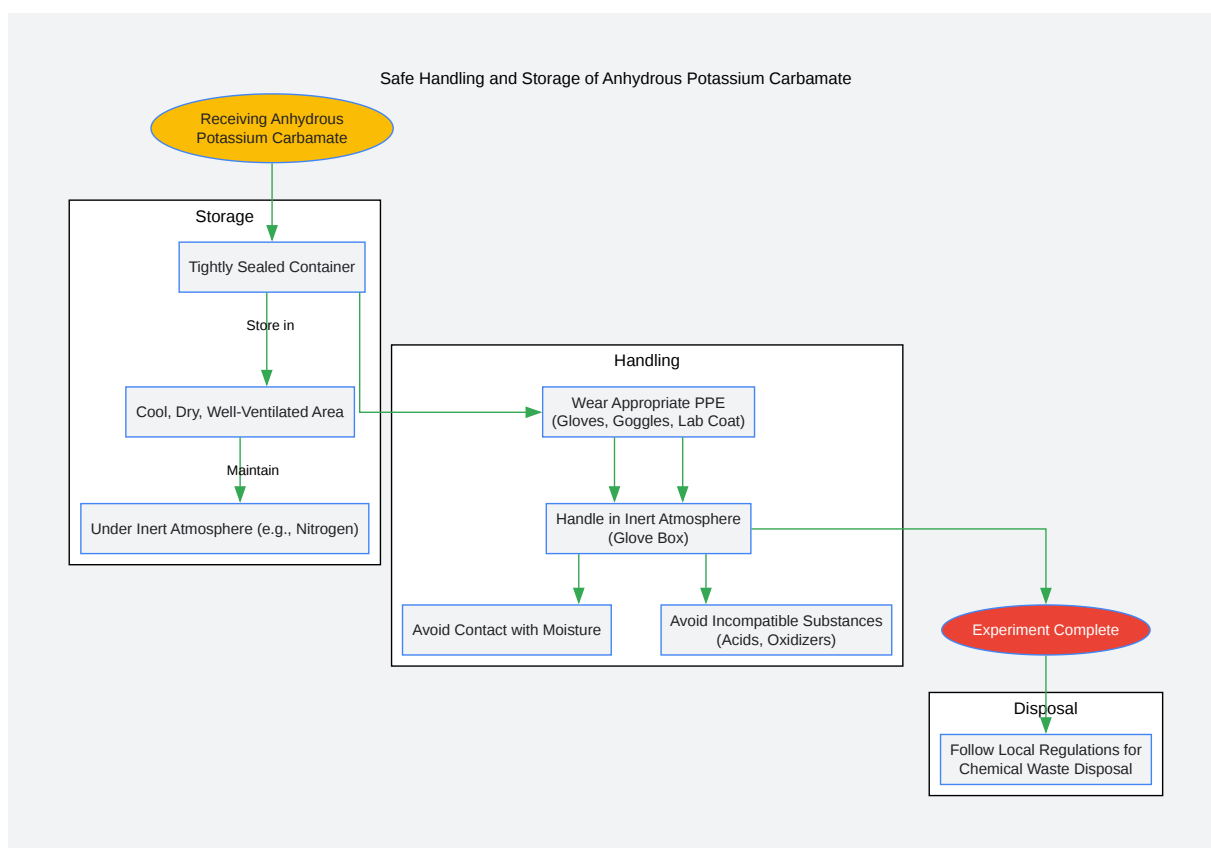 Safe Handling and Storage of Anhydrous Potassium Carbamate
Receiving Anhydrous
Potassium Carbamate
Storage
Tightly Sealed Container
Store in
Cool, Dry, Well-Ventilated Area
Maintain
Under Inert Atmosphere (e.g., Nitrogen)
Handling
Wear Appropriate PPE
(Gloves, Goggles, Lab Coat)
Handle in Inert Atmosphere
(Glove Box)
Avoid Contact with Moisture
Avoid Incompatible Substances
(Acids, Oxidizers)
Experiment Complete
Disposal
Follow Local Regulations for
Chemical Waste Disposal